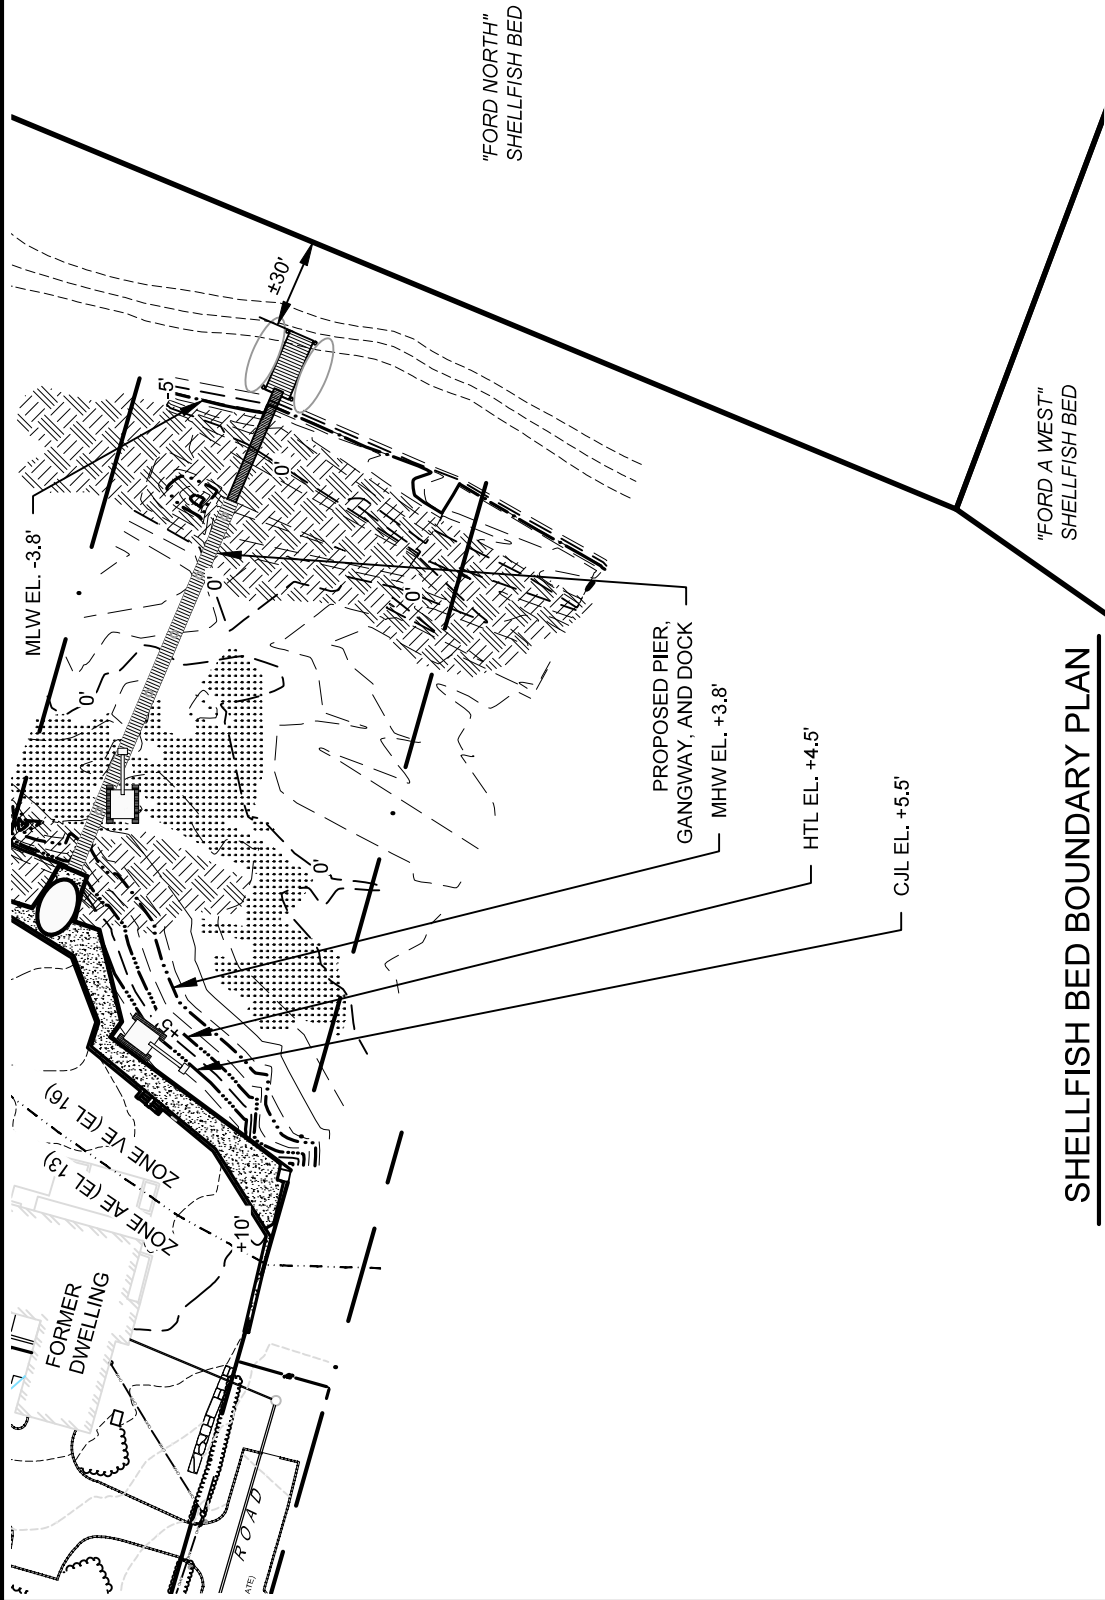 "FORD NORTH"
SHELLFISH BED
±30'
-5'
MLW EL. -3.8'
0'
0'
0'
0'
0'
"FORD A WEST"
SHELLFISH BED
PROPOSED PIER,
GANGWAY, AND DOCK
MHW EL. +3.8'
HTL EL. +4.5'
CJL EL. +5.5'
+5
ZONE VE (EL 16)
ZONE AE (EL 13)
+10'
FORMER
DWELLING
ROAD
ATE)
SHELLFISH BED BOUNDARY PLAN